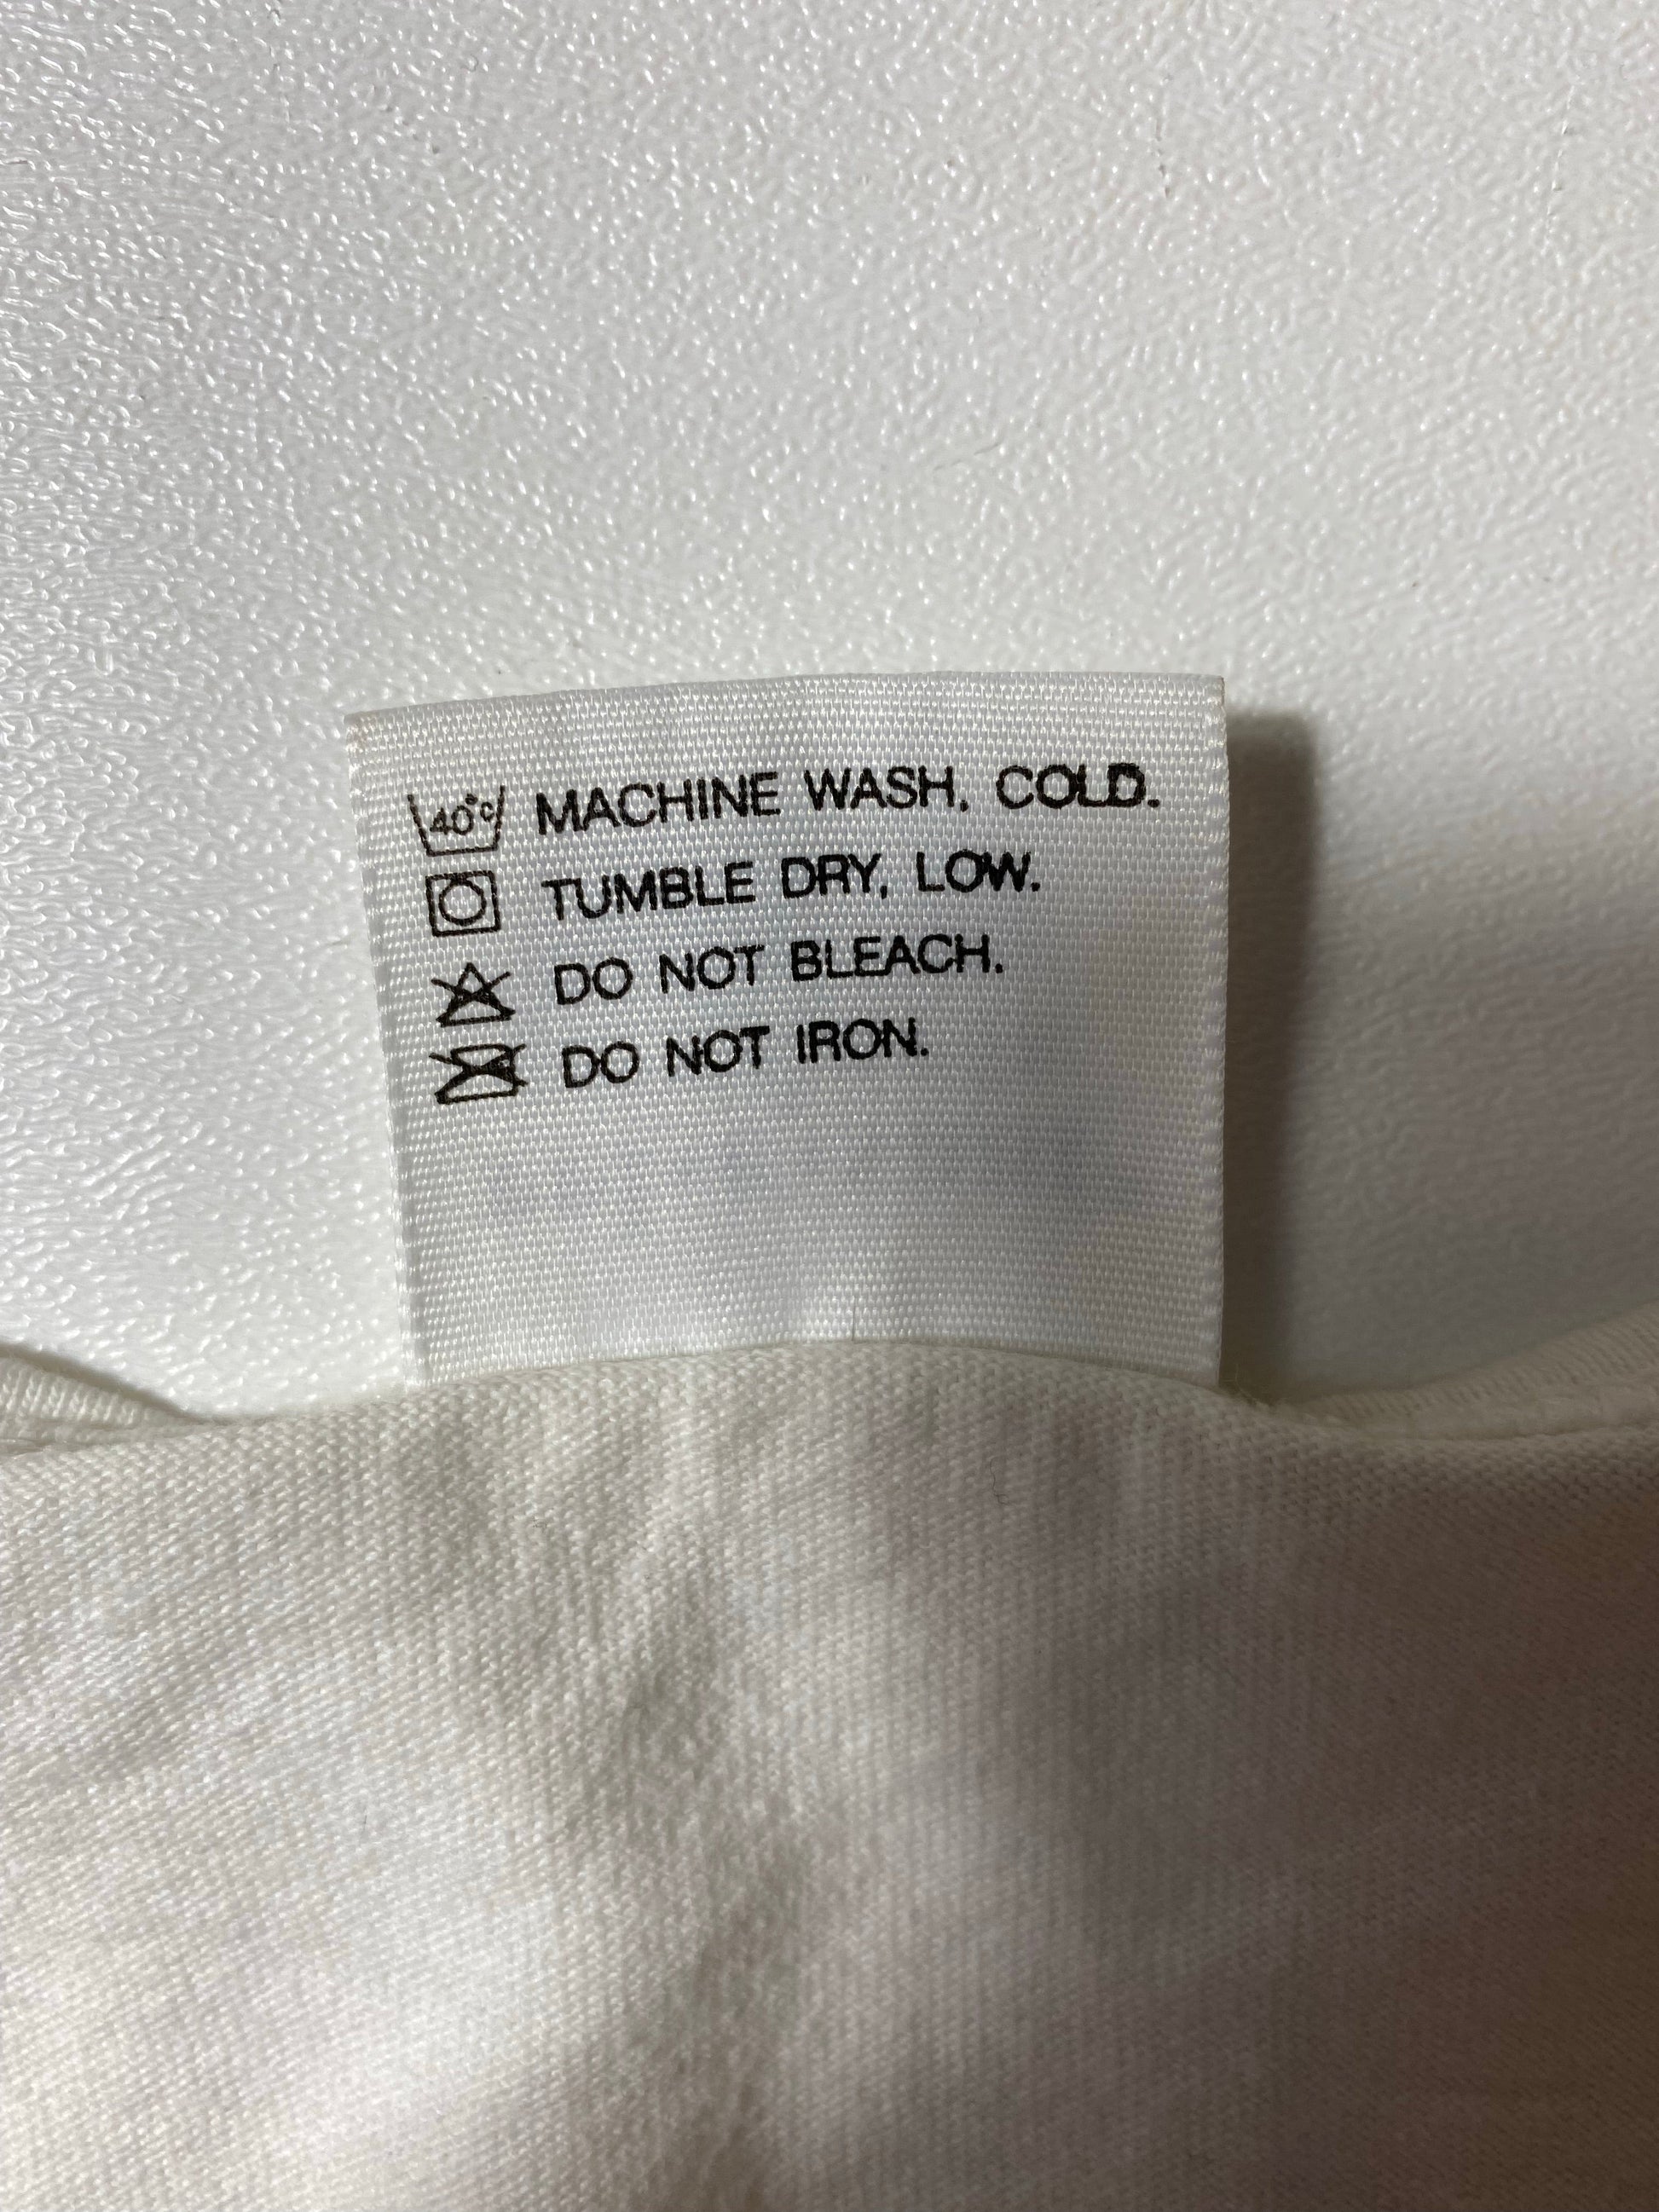 40°C MACHINE WASH, COLD.
TUMBLE DRY, LOW.
DO NOT BLEACH.
DO NOT IRON.